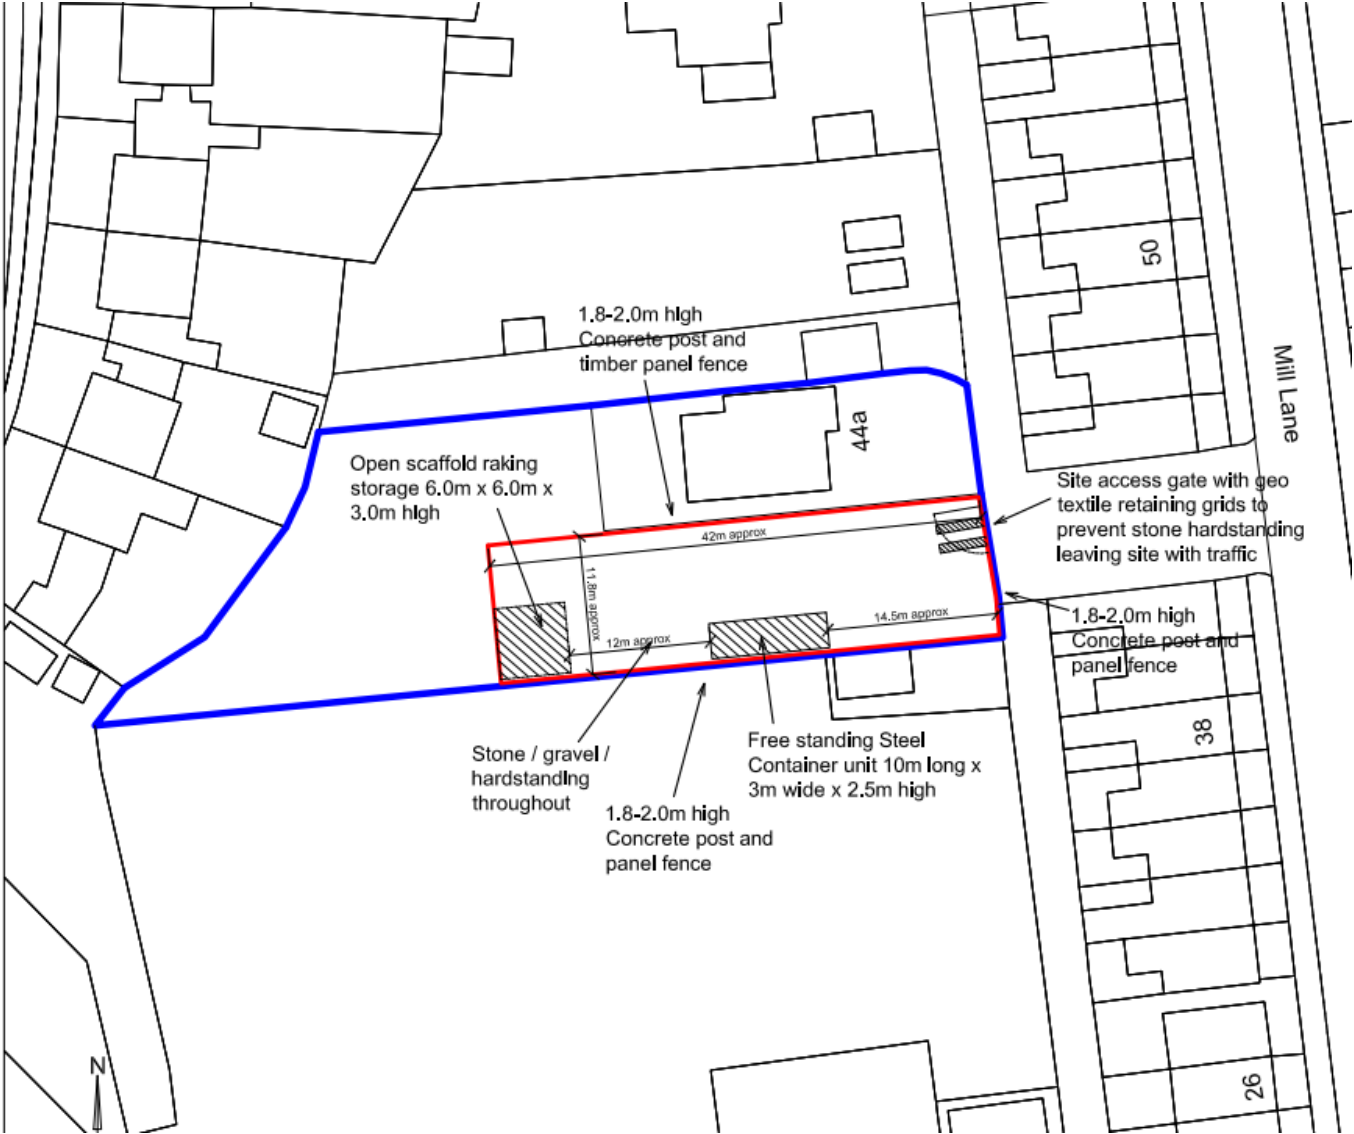 50
Mill Lane
1.8-2.0m high
Concrete post and
timber panel fence
44a
Open scaffold raking
storage 6.0m x 6.0m x
3.0m high
Site access gate with geo
textile retaining grids to
prevent stone hardstanding
leaving site with traffic
42m approx
11.8m approx
12m approx
14.5m approx
1.8-2.0m high
Concrete post and
panel fence
38
Stone / gravel /
hardstanding
throughout
Free standing Steel
Container unit 10m long x
3m wide x 2.5m high
1.8-2.0m high
Concrete post and
panel fence
N
26